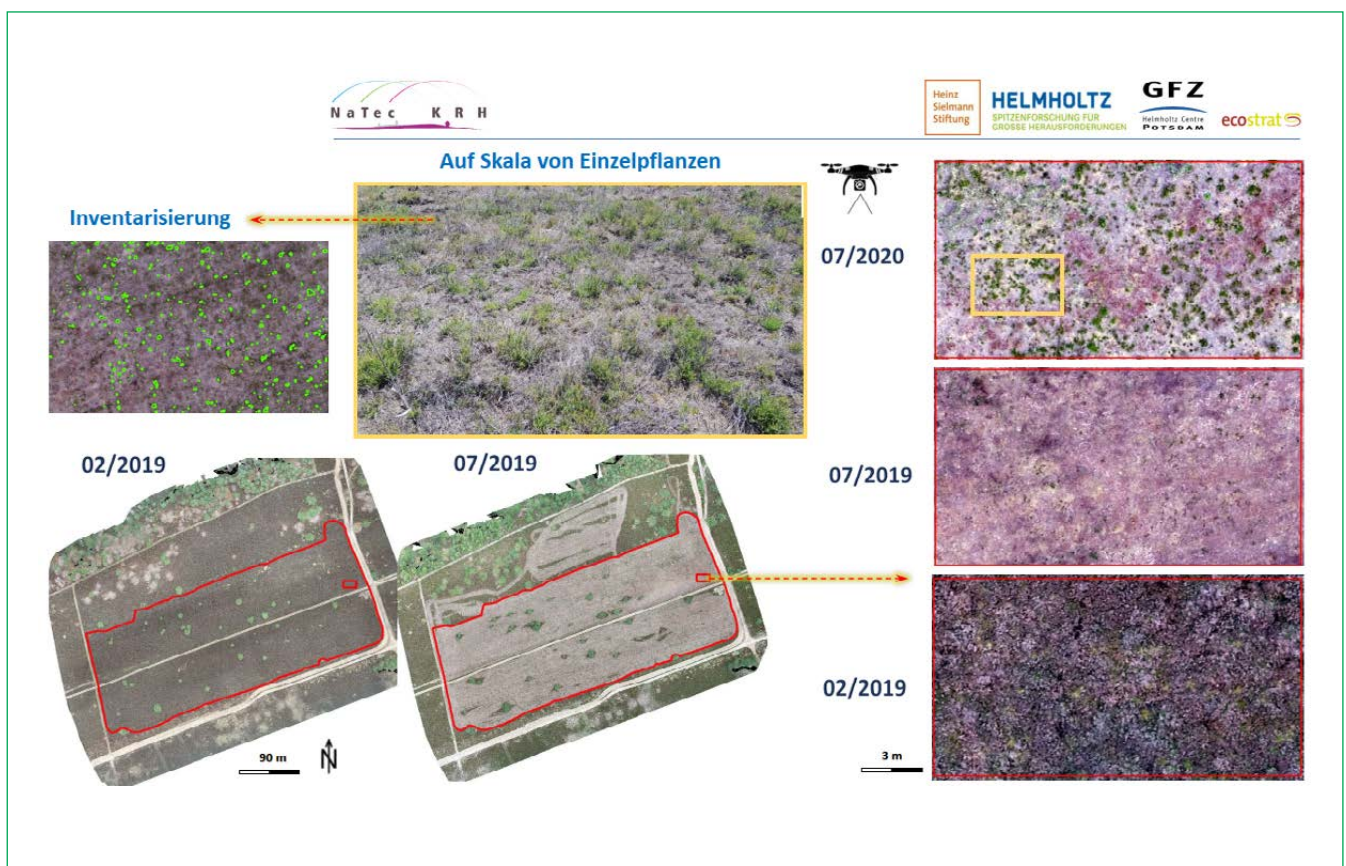 NaTec KRH
Heinz
Sielmann
Stiftung
HELMHOLTZ
SPITZENFORSCHUNG FÜR
GROSSE HERAUSFORDERUNGEN
GFZ
Helmholtz Centre
POTSDAM
ecostrat
Auf Skala von Einzelpflanzen
Inventarisierung
07/2020
02/2019
07/2019
07/2019
02/2019
90 m
N
3 m